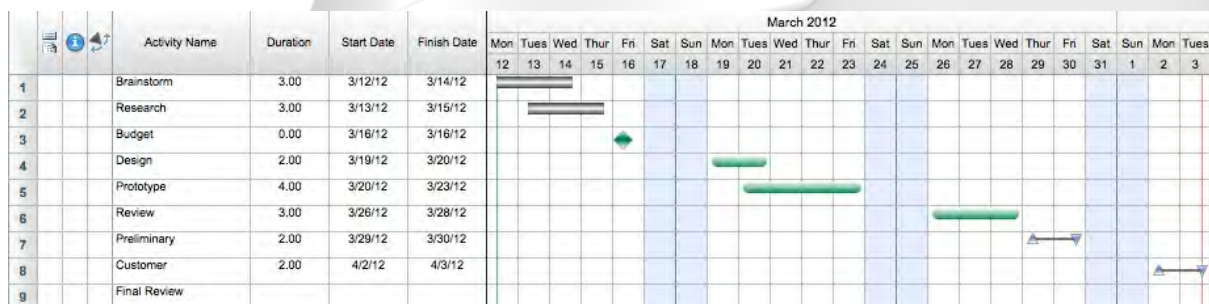 March 2012
Activity Name Duration Start Date Finish Date Mon Tues Wed Thur Fri Sat Sun Mon Tues Wed Thur Fri Sat Sun Mon Tues Wed Thur Fri Sat Sun Mon Tues
12 13 14 15 16 17 18 19 20 21 22 23 24 25 26 27 28 29 30 31 1 2 3
1 Brainstorm 3.00 3/12/12 3/14/12
2 Research 3.00 3/13/12 3/15/12
3 Budget 0.00 3/16/12 3/16/12
4 Design 2.00 3/19/12 3/20/12
5 Prototype 4.00 3/20/12 3/23/12
6 Review 3.00 3/26/12 3/28/12
7 Preliminary 2.00 3/29/12 3/30/12
8 Customer 2.00 4/2/12 4/3/12
9 Final Review